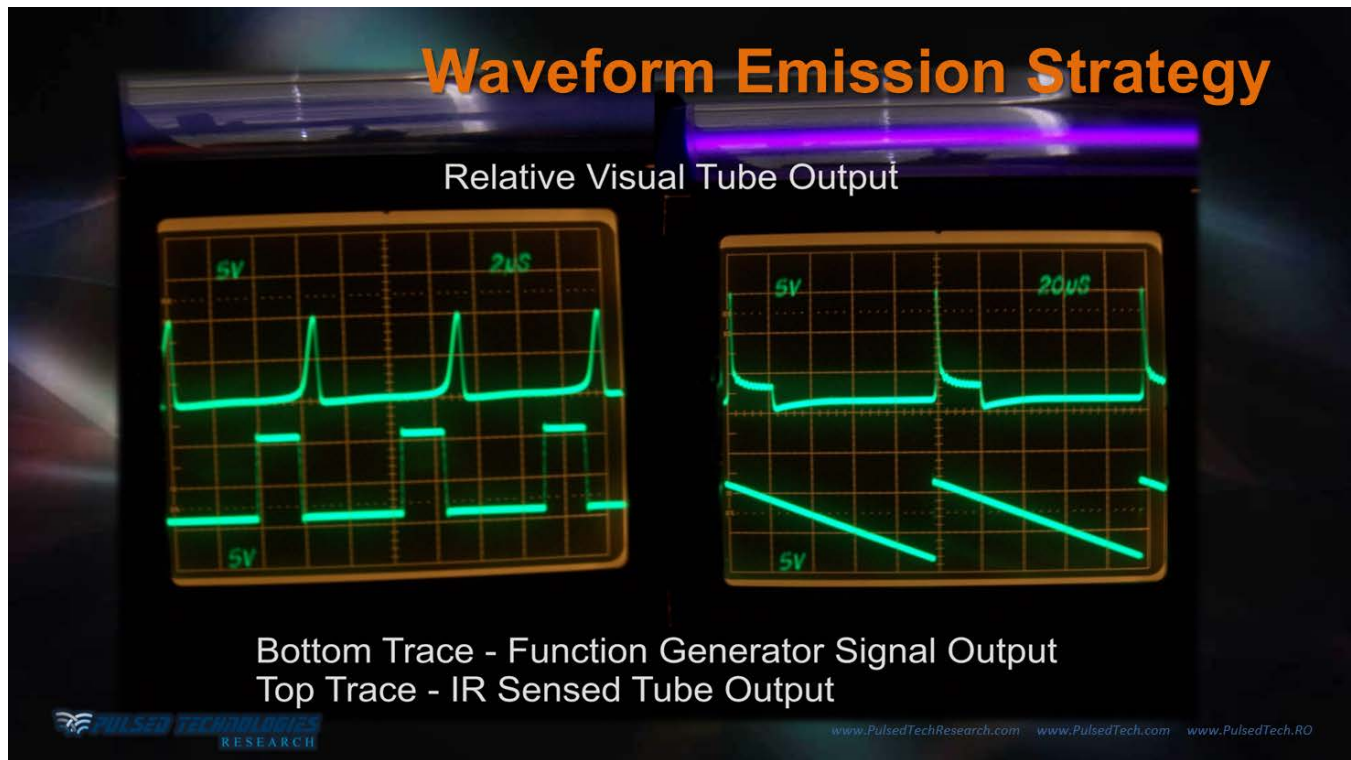 Waveform Emission Strategy
Relative Visual Tube Output
5V 2uS
5V 20uS
5V 5V
Bottom Trace - Function Generator Signal Output
Top Trace - IR Sensed Tube Output
PULSED TECHNOLOGIES
RESEARCH
www.PulsedTechResearch.com www.PulsedTech.com www.PulsedTech.RO